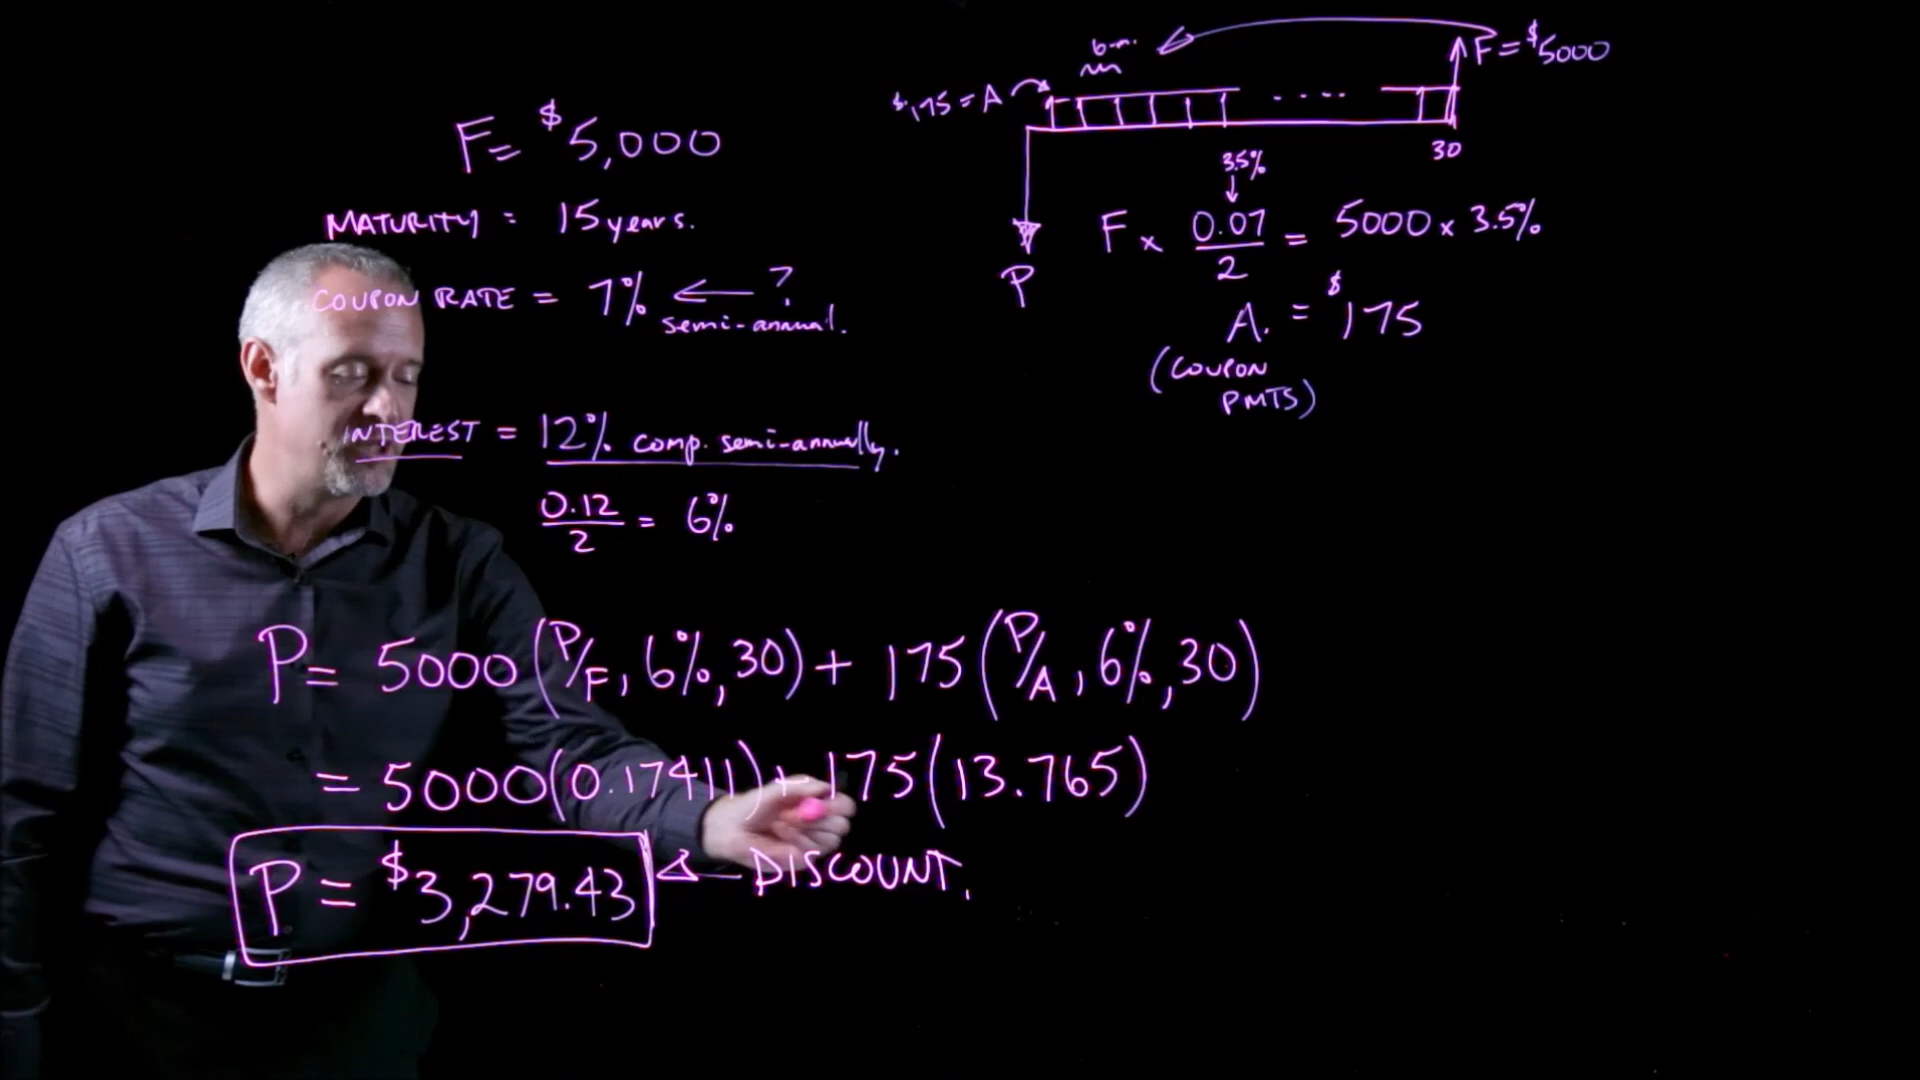 F = $5,000
MATURITY = 15 years.
COUPON RATE = 7% ← ?
semi-annual.
INTEREST = 12% comp. semi-annually.
0.12/2 = 6%
6-m.
F = $5000
$175 = A
....
30
P
3.5%
↓
F x 0.07/2 = 5000 x 3.5%
A. = $175
(COUPON
PMTS)
P = 5000 (P/F, 6%, 30) + 175 (P/A, 6%, 30)
= 5000 (0.17411) + 175 (13.765)
P = $3,279.43 ← DISCOUNT.